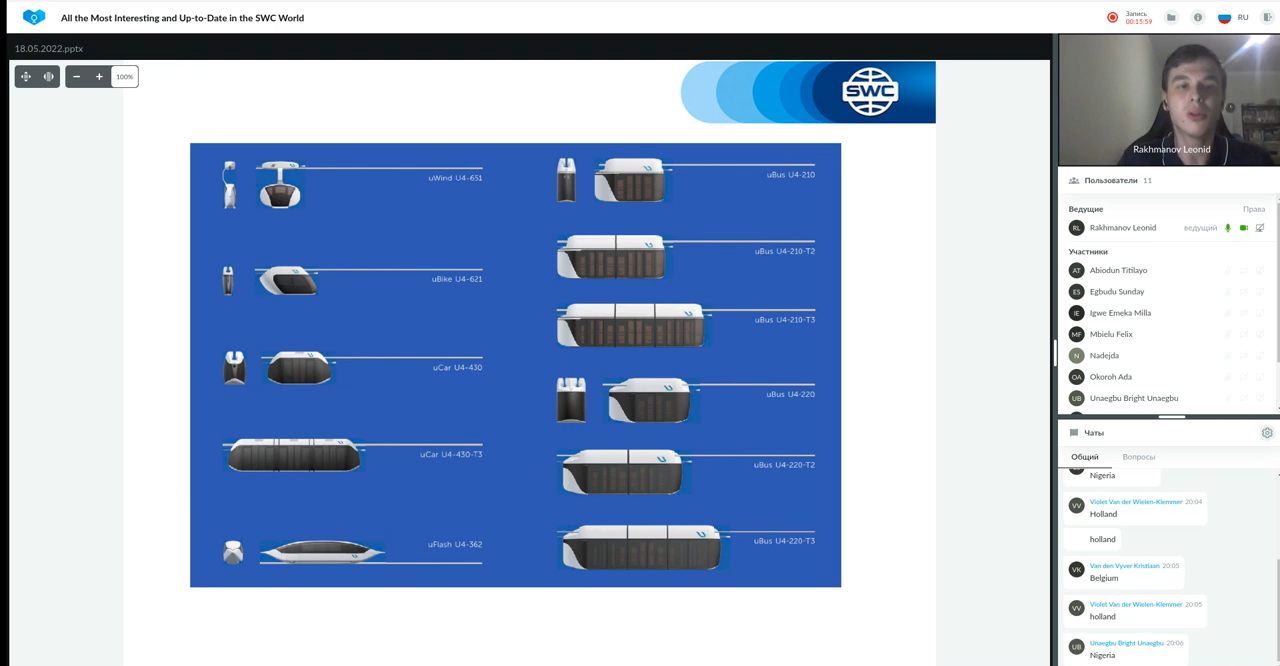 All the Most Interesting and Up-to-Date in the SWC World
Запись
00:15:59
RU
18.05.2022.pptx
100%
SWC
uWind U4-651
uBike U4-621
uCar U4-430
uCar U4-430-T3
uFlash U4-362
uBus U4-210
uBus U4-210-T2
uBus U4-210-T3
uBus U4-220
uBus U4-220-T2
uBus U4-220-T3
Rakhmanov Leonid
Пользователи 11
Ведущие Права
RL Rakhmanov Leonid ведущий
Участники
AT Abiodun Titilayo
ES Egbudu Sunday
IE Igwe Emeka Milla
MF Mbielu Felix
N Nadejda
OA Okoroh Ada
UB Unaegbu Bright Unaegbu
Чаты
Общий Вопросы
Nigeria
VV Violet Van der Wielen-Klemmer 20:04
Holland
holland
VK Van den Vyver Kristiaan 20:05
Belgium
VV Violet Van der Wielen-Klemmer 20:05
holland
UB Unaegbu Bright Unaegbu 20:06
Nigeria